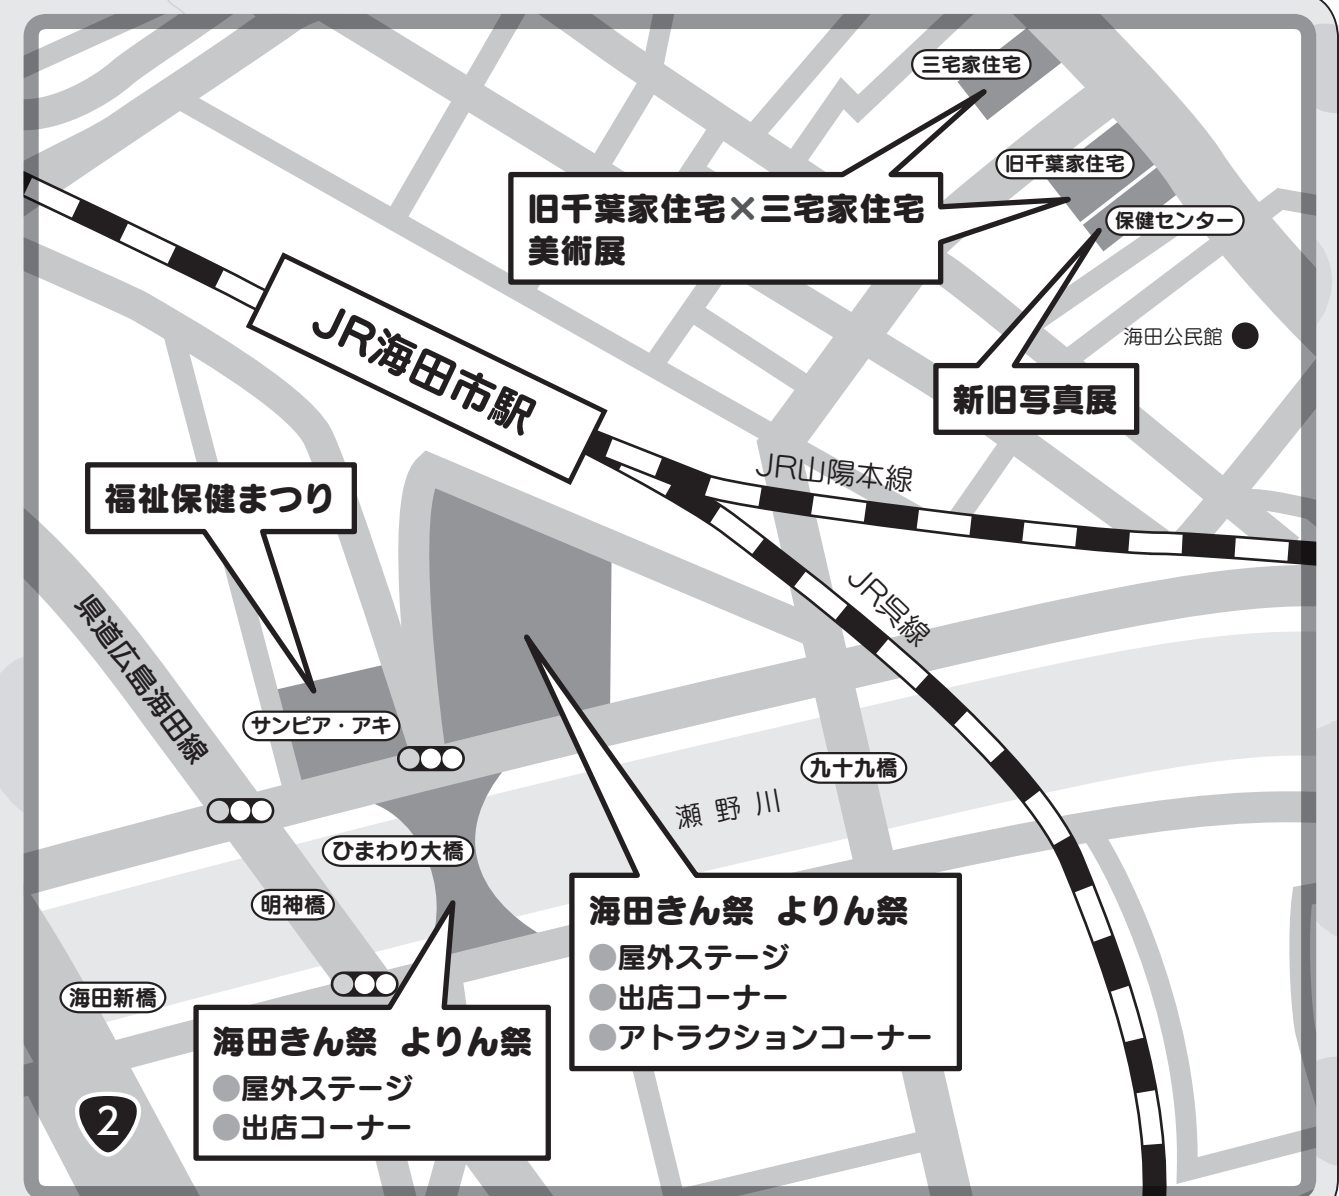 三宅家住宅
旧千葉家住宅
旧千葉家住宅×三宅家住宅
美術展
保健センター
海田公民館
JR海田市駅
新旧写真展
JR山陽本線
福祉保健まつり
JR呉線
県道広島海田線
サンピア・アキ
九十九橋
瀬野川
ひまわり大橋
明神橋
海田きん祭 よりん祭
●屋外ステージ
●出店コーナー
●アトラクションコーナー
海田新橋
海田きん祭 よりん祭
●屋外ステージ
●出店コーナー
2